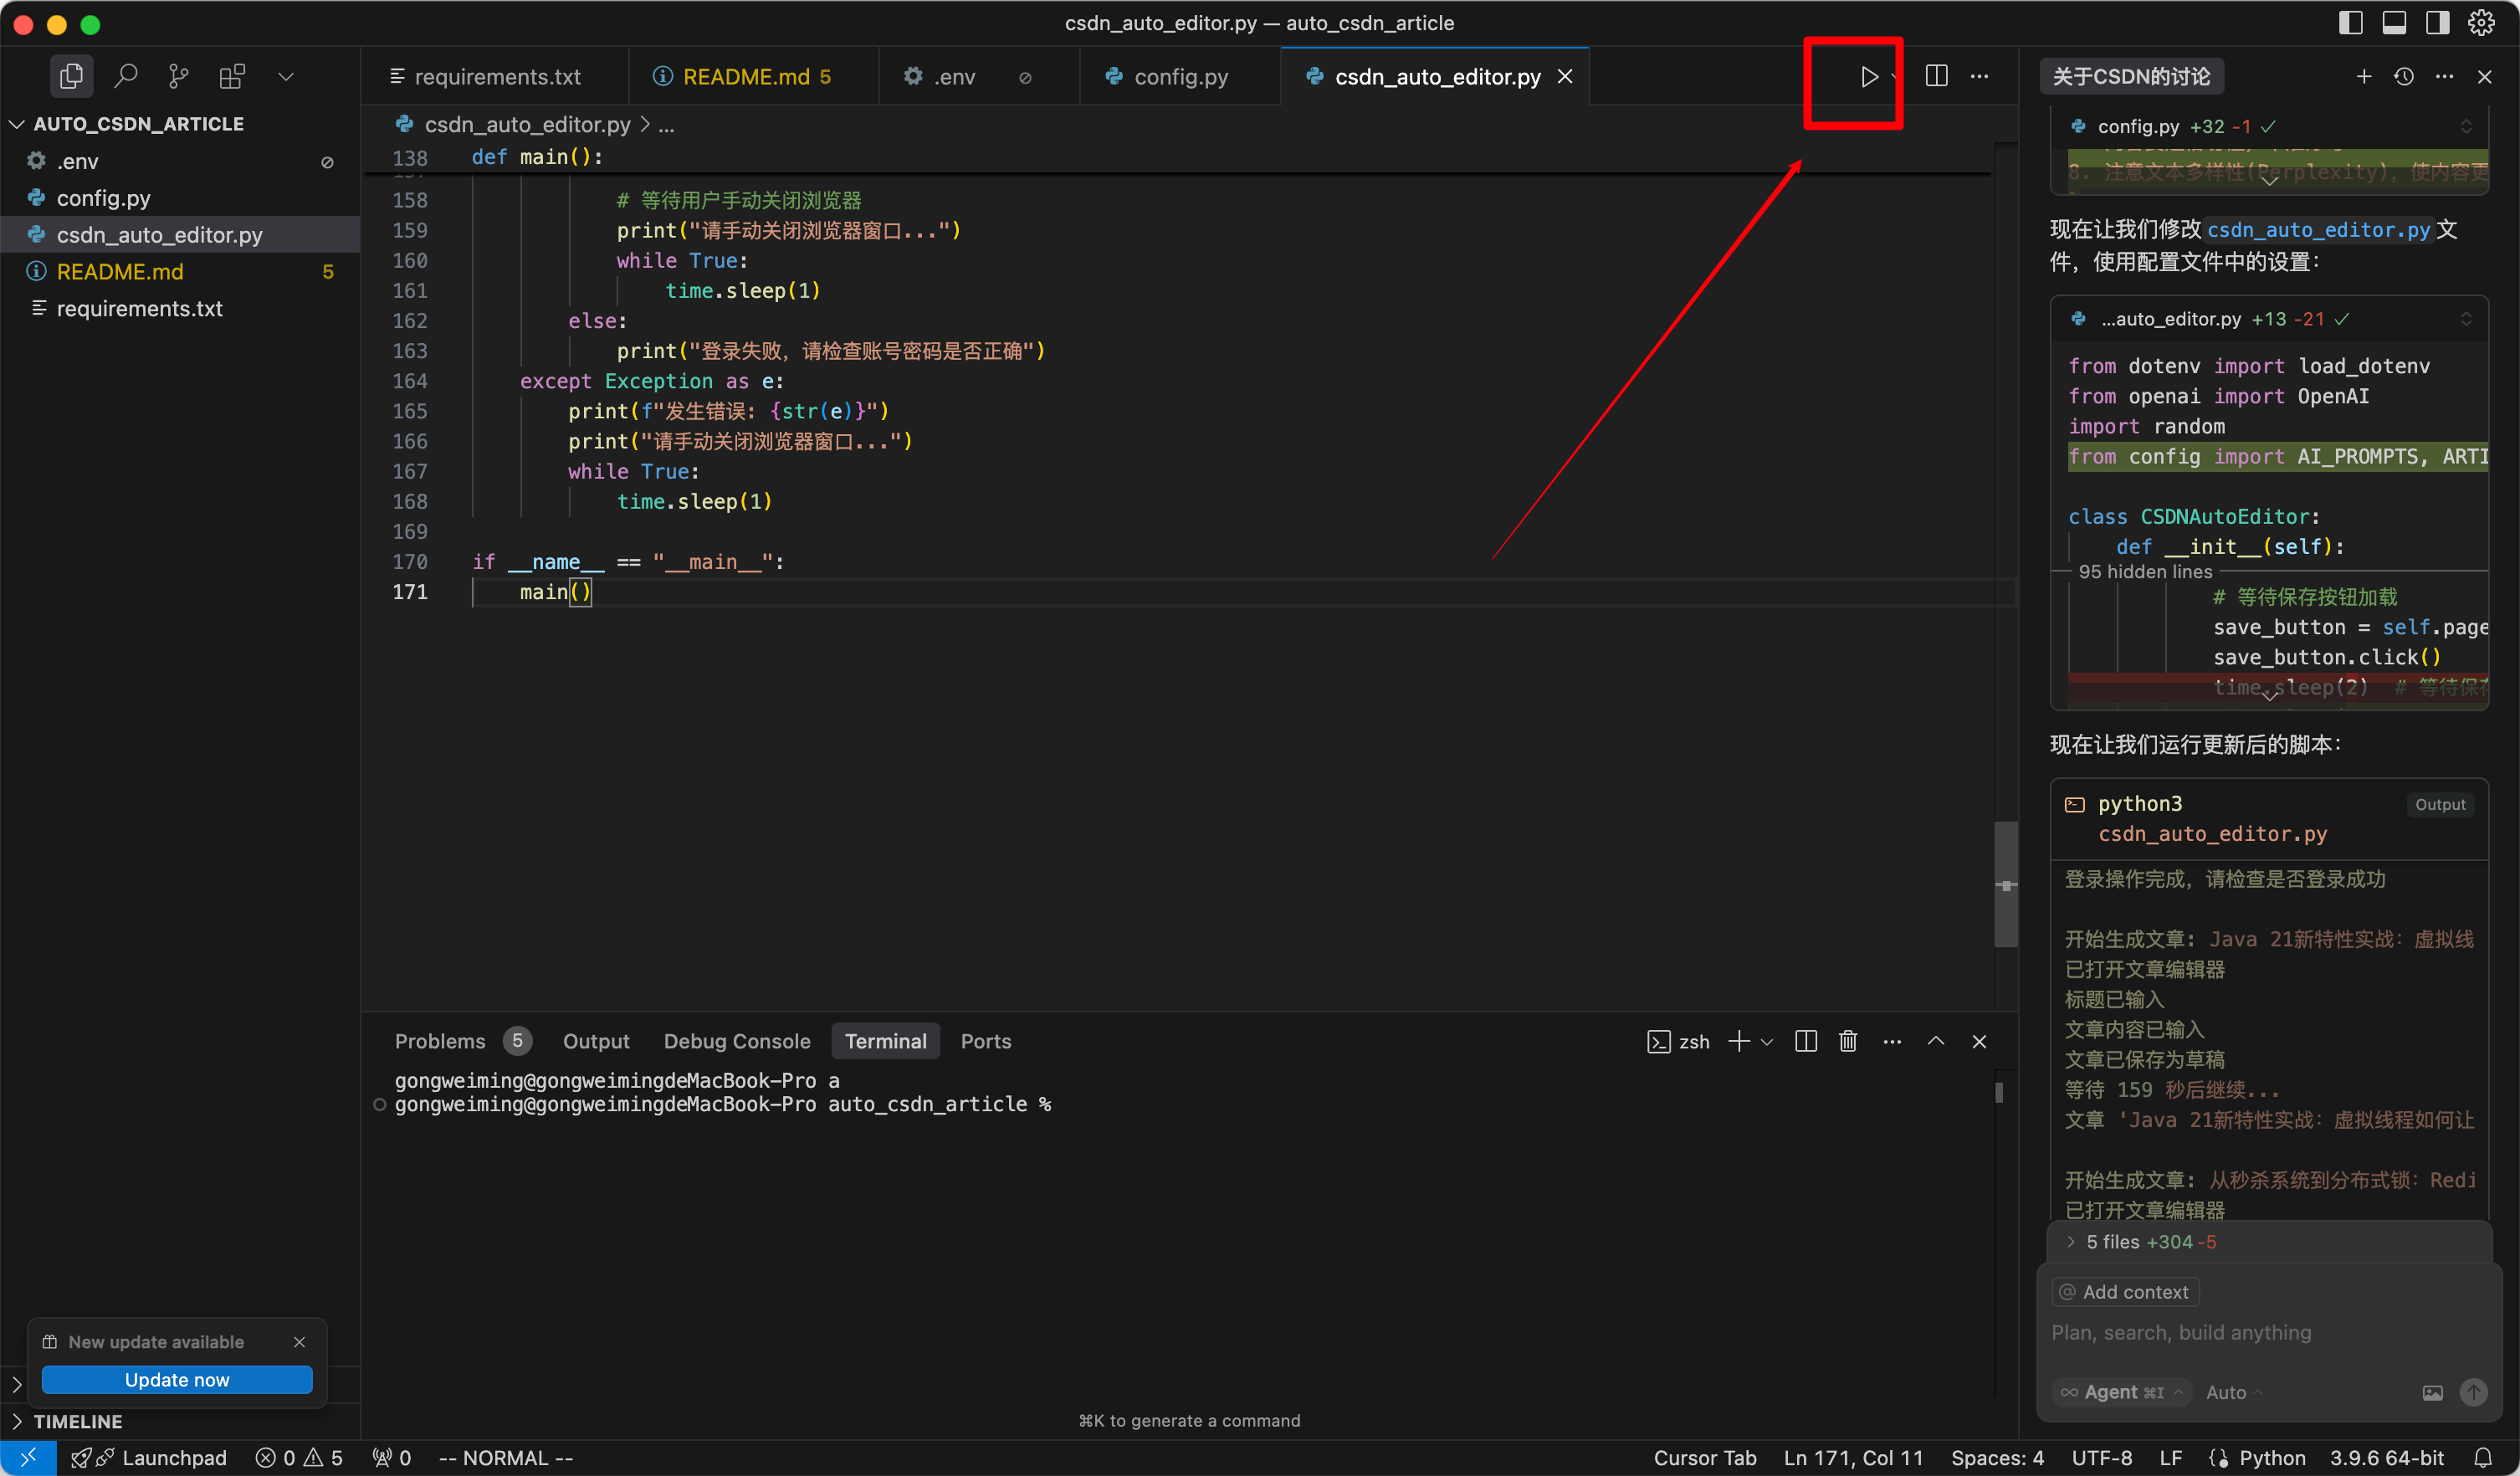 csdn_auto_editor.py — auto_csdn_article
requirements.txt
README.md 5
.env
config.py
csdn_auto_editor.py
关于CSDN的讨论
AUTO_CSDN_ARTICLE
.env
config.py
csdn_auto_editor.py
README.md 5
requirements.txt
csdn_auto_editor.py > ...
138 def main():
158 # 等待用户手动关闭浏览器
159 print("请手动关闭浏览器窗口...")
160 while True:
161 time.sleep(1)
162 else:
163 print("登录失败，请检查账号密码是否正确")
164 except Exception as e:
165 print(f"发生错误: {str(e)}")
166 print("请手动关闭浏览器窗口...")
167 while True:
168 time.sleep(1)
169
170 if __name__ == "__main__":
171 main()
Problems 5 Output Debug Console Terminal Ports
zsh
gongweiming@gongweimingdeMacBook-Pro a
gongweiming@gongweimingdeMacBook-Pro auto_csdn_article %
⌘K to generate a command
config.py +32 -1
8. 注意文本多样性(Perplexity)，使内容更
现在让我们修改 csdn_auto_editor.py 文
件，使用配置文件中的设置：
...auto_editor.py +13 -21
from dotenv import load_dotenv
from openai import OpenAI
import random
from config import AI_PROMPTS, ARTI
class CSDNAutoEditor:
def __init__(self):
95 hidden lines
# 等待保存按钮加载
save_button = self.page
save_button.click()
time.sleep(2) # 等待保存
现在让我们运行更新后的脚本：
python3
Output
csdn_auto_editor.py
登录操作完成，请检查是否登录成功
开始生成文章: Java 21新特性实战：虚拟线
已打开文章编辑器
标题已输入
文章内容已输入
文章已保存为草稿
等待 159 秒后继续...
文章 'Java 21新特性实战：虚拟线程如何让
开始生成文章: 从秒杀系统到分布式锁：Redi
已打开文章编辑器
5 files +304 -5
@ Add context
Plan, search, build anything
Agent ⌘I Auto
New update available
Update now
TIMELINE
Launchpad 0 5 0 -- NORMAL --
Cursor Tab Ln 171, Col 11 Spaces: 4 UTF-8 LF Python 3.9.6 64-bit